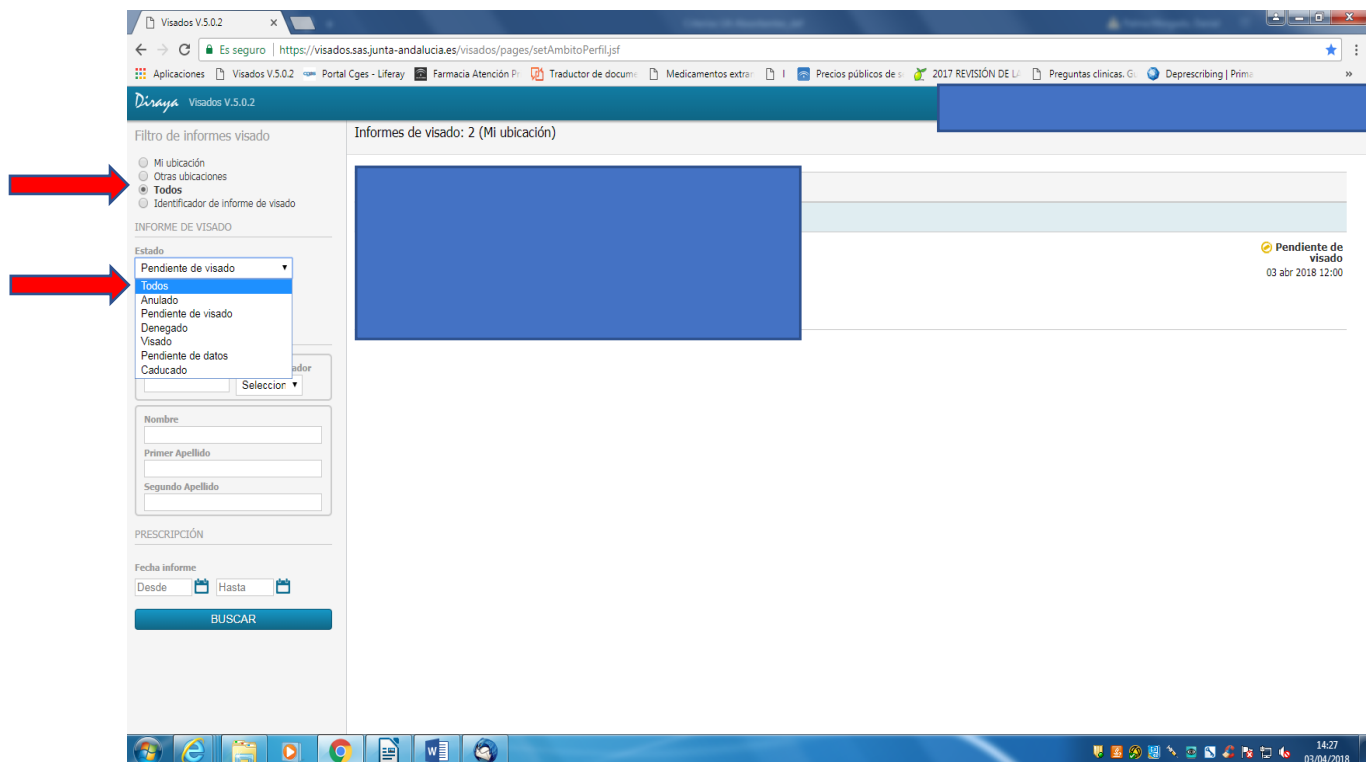 Visados V.5.0.2
Es seguro | https://visados.sas.junta-andalucia.es/visados/pages/setAmbitoPerfil.jsf
Aplicaciones Visados V.5.0.2 Portal Cges - Liferay Farmacia Atención Pr Traductor de docume Medicamentos extran I Precios públicos de s 2017 REVISIÓN DE L Preguntas clinicas. G Deprescribing | Prima »
Diraya Visados V.5.0.2
Filtro de informes visado
Informes de visado: 2 (Mi ubicación)
Mi ubicación
Otras ubicaciones
Todos
Identificador de informe de visado
INFORME DE VISADO
Estado
Pendiente de visado
Todos
Anulado
Pendiente de visado
Denegado
Visado
Pendiente de datos
Caducado
ador
Seleccior
Pendiente de
visado
03 abr 2018 12:00
Nombre
Primer Apellido
Segundo Apellido
PRESCRIPCIÓN
Fecha informe
Desde Hasta
BUSCAR
14:27
03/04/2018